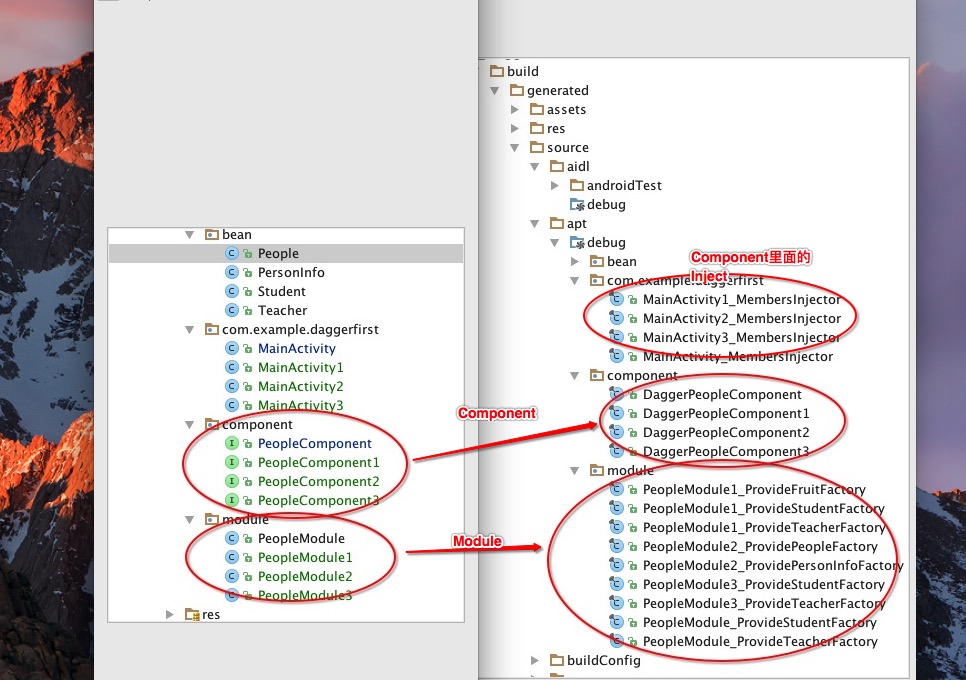 bean
People
PersonInfo
Student
Teacher
com.example.daggerfirst
MainActivity
MainActivity1
MainActivity2
MainActivity3
component
PeopleComponent
PeopleComponent1
PeopleComponent2
PeopleComponent3
module
PeopleModule
PeopleModule1
PeopleModule2
PeopleModule3
res
Component
Module
build
generated
assets
res
source
aidl
androidTest
debug
apt
debug
bean
Component里面的
Inject
com.example.daggerfirst
MainActivity1_MembersInjector
MainActivity2_MembersInjector
MainActivity3_MembersInjector
MainActivity_MembersInjector
component
DaggerPeopleComponent
DaggerPeopleComponent1
DaggerPeopleComponent2
DaggerPeopleComponent3
module
PeopleModule1_ProvideFruitFactory
PeopleModule1_ProvideStudentFactory
PeopleModule1_ProvideTeacherFactory
PeopleModule2_ProvidePeopleFactory
PeopleModule2_ProvidePersonInfoFactory
PeopleModule3_ProvideStudentFactory
PeopleModule3_ProvideTeacherFactory
PeopleModule_ProvideStudentFactory
PeopleModule_ProvideTeacherFactory
buildConfig